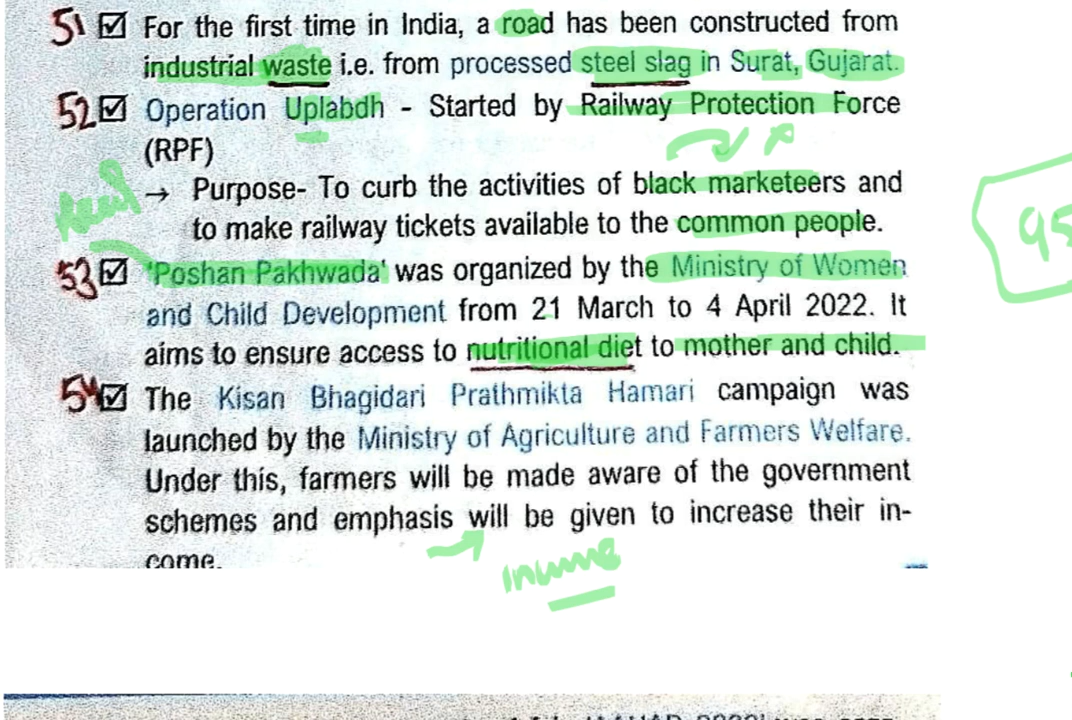 51 ☑ For the first time in India, a road has been constructed from
industrial waste i.e. from processed steel slag in Surat, Gujarat.
52 ☑ Operation Uplabdh - Started by Railway Protection Force
(RPF)
→ Purpose- To curb the activities of black marketeers and
to make railway tickets available to the common people.
53 ☑ 'Poshan Pakhwada' was organized by the Ministry of Women
and Child Development from 21 March to 4 April 2022. It
aims to ensure access to nutritional diet to mother and child.
54 ☑ The Kisan Bhagidari Prathmikta Hamari campaign was
launched by the Ministry of Agriculture and Farmers Welfare.
Under this, farmers will be made aware of the government
schemes and emphasis will be given to increase their in-
come.